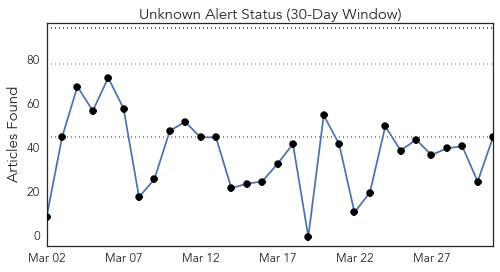 Unknown Alert Status (30-Day Window)
Articles Found
80
60
40
20
0
Mar 02 Mar 07 Mar 12 Mar 17 Mar 22 Mar 27